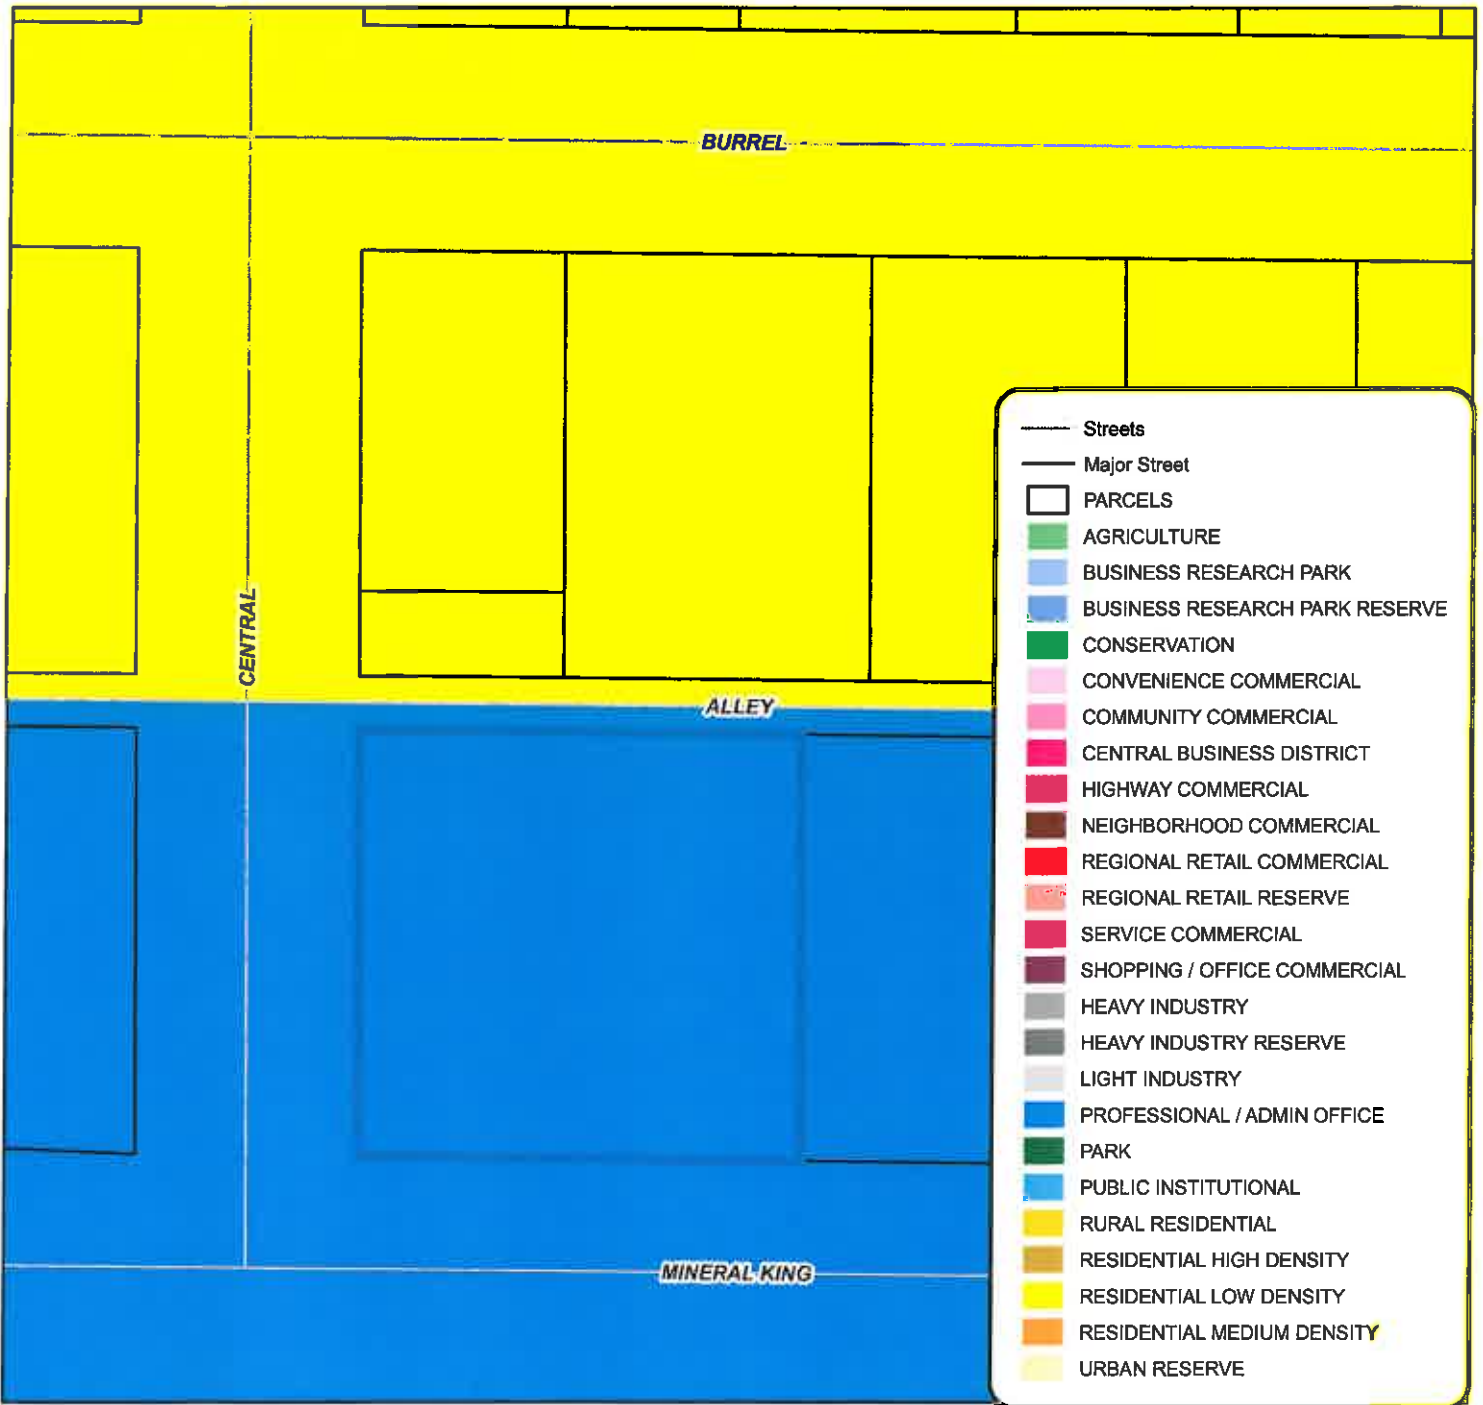 BURREL
CENTRAL
ALLEY
MINERAL KING
Streets
Major Street
PARCELS
AGRICULTURE
BUSINESS RESEARCH PARK
BUSINESS RESEARCH PARK RESERVE
CONSERVATION
CONVENIENCE COMMERCIAL
COMMUNITY COMMERCIAL
CENTRAL BUSINESS DISTRICT
HIGHWAY COMMERCIAL
NEIGHBORHOOD COMMERCIAL
REGIONAL RETAIL COMMERCIAL
REGIONAL RETAIL RESERVE
SERVICE COMMERCIAL
SHOPPING / OFFICE COMMERCIAL
HEAVY INDUSTRY
HEAVY INDUSTRY RESERVE
LIGHT INDUSTRY
PROFESSIONAL / ADMIN OFFICE
PARK
PUBLIC INSTITUTIONAL
RURAL RESIDENTIAL
RESIDENTIAL HIGH DENSITY
RESIDENTIAL LOW DENSITY
RESIDENTIAL MEDIUM DENSITY
URBAN RESERVE